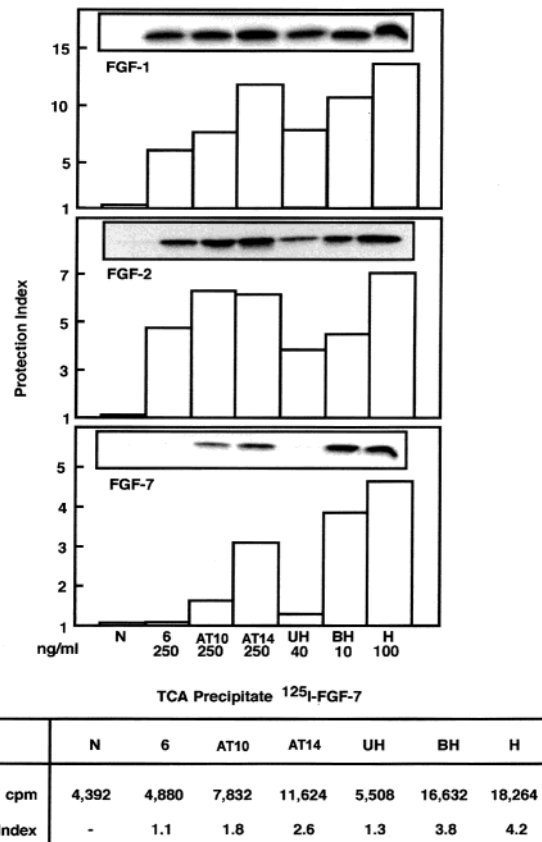 15
FGF-1
10
5
1
FGF-2
7
5
3
1
Protection Index
FGF-7
5
4
3
2
1
N 6 AT10 AT14 UH BH H
ng/ml 250 250 250 40 10 100
TCA Precipitate 125I-FGF-7
N 6 AT10 AT14 UH BH H
cpm 4,392 4,880 7,832 11,624 5,508 16,632 18,264
ndex - 1.1 1.8 2.6 1.3 3.8 4.2